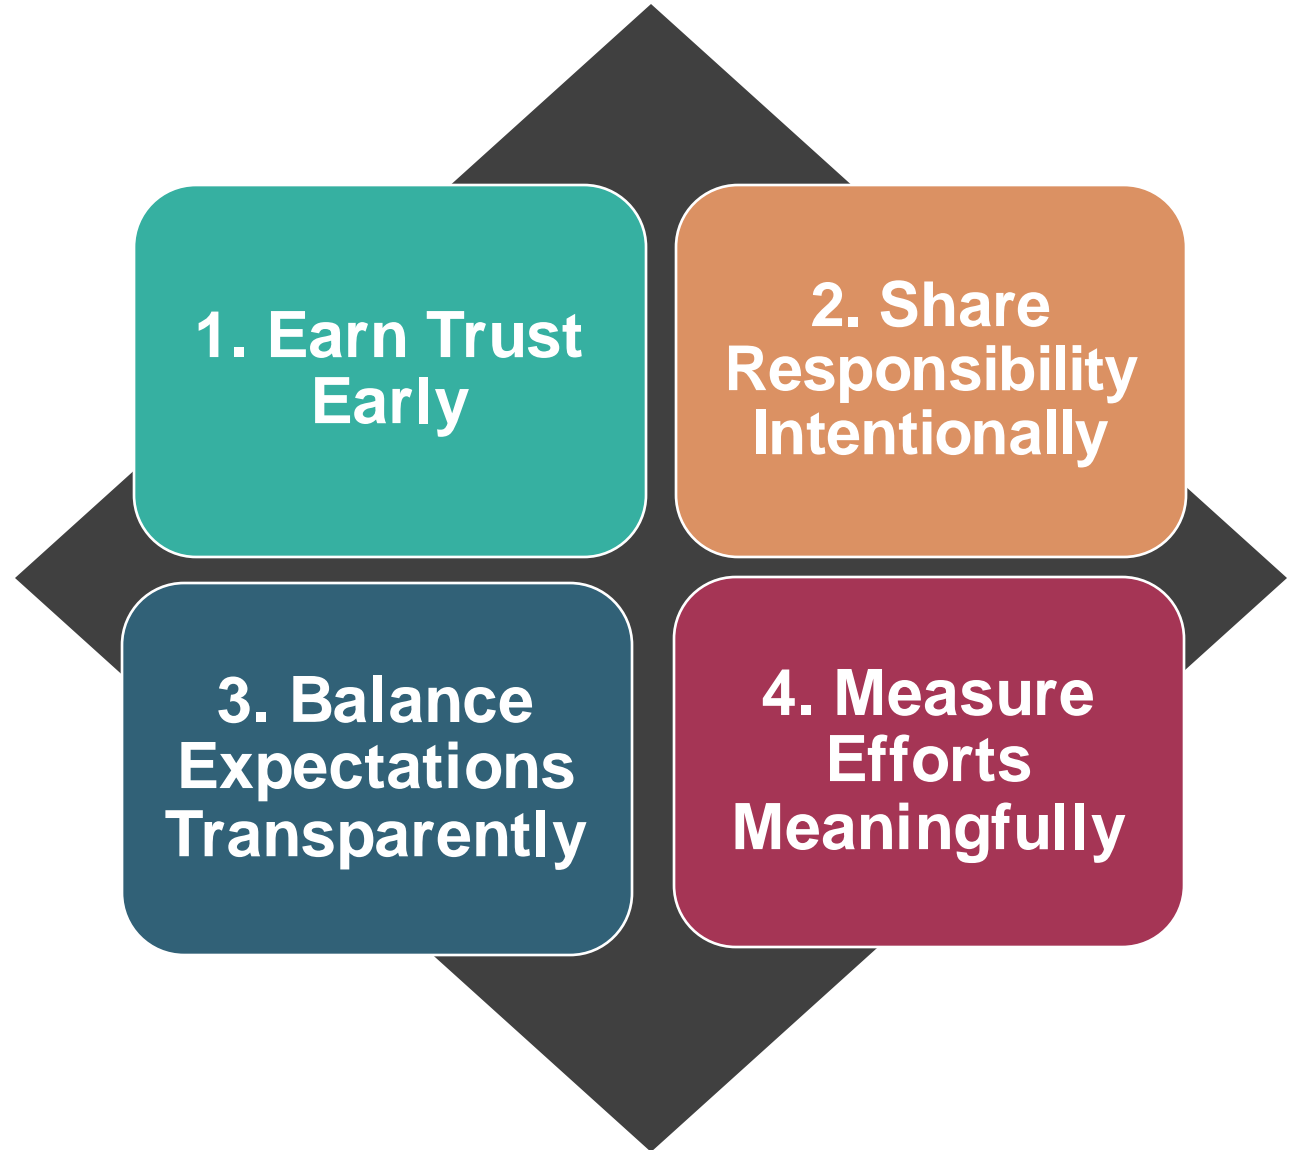 1. Earn Trust
Early
2. Share
Responsibility
Intentionally
3. Balance
Expectations
Transparently
4. Measure
Efforts
Meaningfully